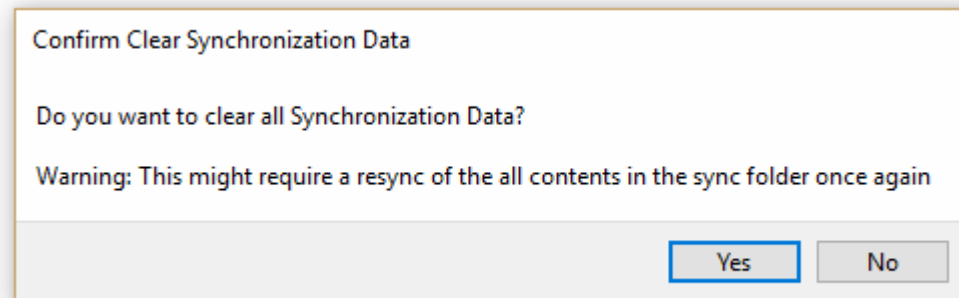 Confirm Clear Synchronization Data
Do you want to clear all Synchronization Data?
Warning: This might require a resync of the all contents in the sync folder once again
Yes
No